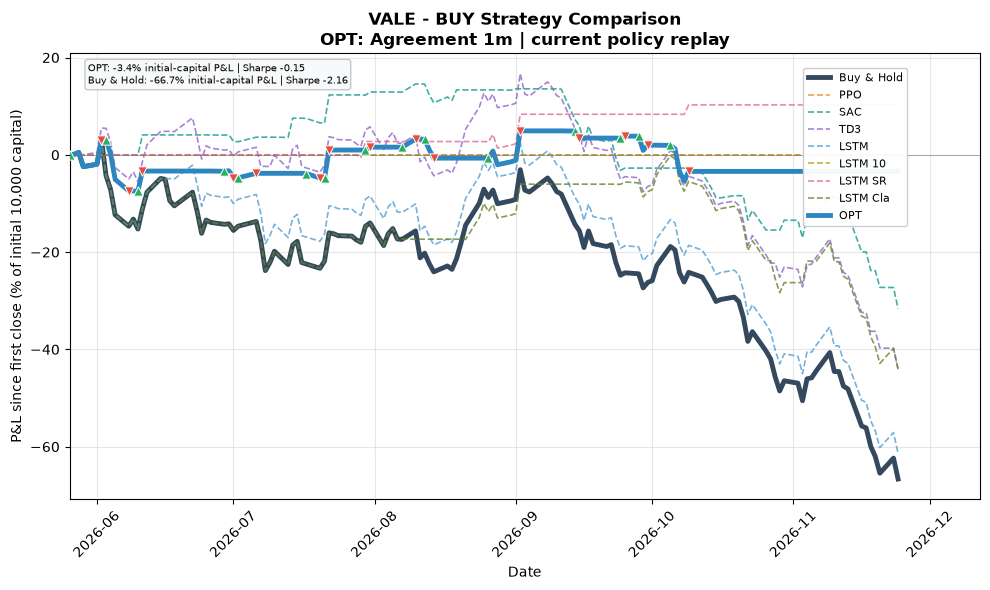 VALE - BUY Strategy Comparison
OPT: Agreement 1m | current policy replay
OPT: -3.4% initial-capital P&L | Sharpe -0.15
Buy & Hold: -66.7% initial-capital P&L | Sharpe -2.16
Buy & Hold
PPO
SAC
TD3
LSTM
LSTM 10
LSTM SR
LSTM Cla
OPT
P&L since first close (% of initial 10,000 capital)
20
0
−20
−40
−60
2026-06
2026-07
2026-08
2026-09
2026-10
2026-11
2026-12
Date